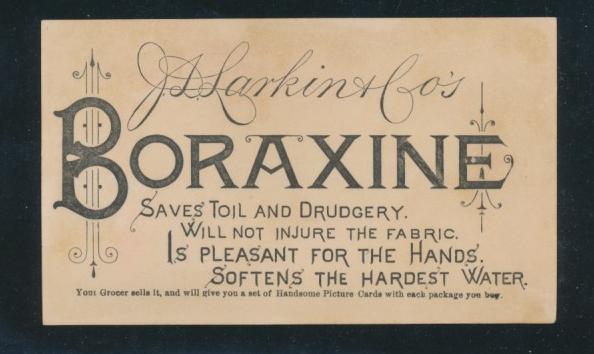 J. D. Larkin & Co's
BORAXINE
SAVES TOIL AND DRUDGERY.
WILL NOT INJURE THE FABRIC.
IS PLEASANT FOR THE HANDS.
SOFTENS THE HARDEST WATER.
Your Grocer sells it, and will give you a set of Handsome Picture Cards with each package you buy.